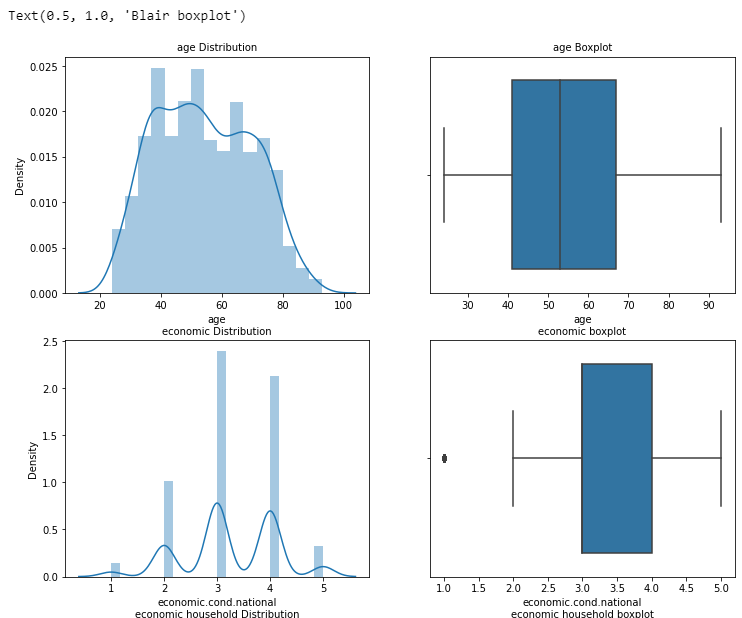 Text(0.5, 1.0, 'Blair boxplot')
age Distribution
age Boxplot
0.025
0.020
0.015
0.010
0.005
0.000
Density
20 40 60 80 100
30 40 50 60 70 80 90
age
age
economic Distribution
economic boxplot
2.5
2.0
1.5
1.0
0.5
0.0
Density
1 2 3 4 5
1.0 1.5 2.0 2.5 3.0 3.5 4.0 4.5 5.0
economic.cond.national
economic.cond.national
economic household Distribution
economic household boxplot